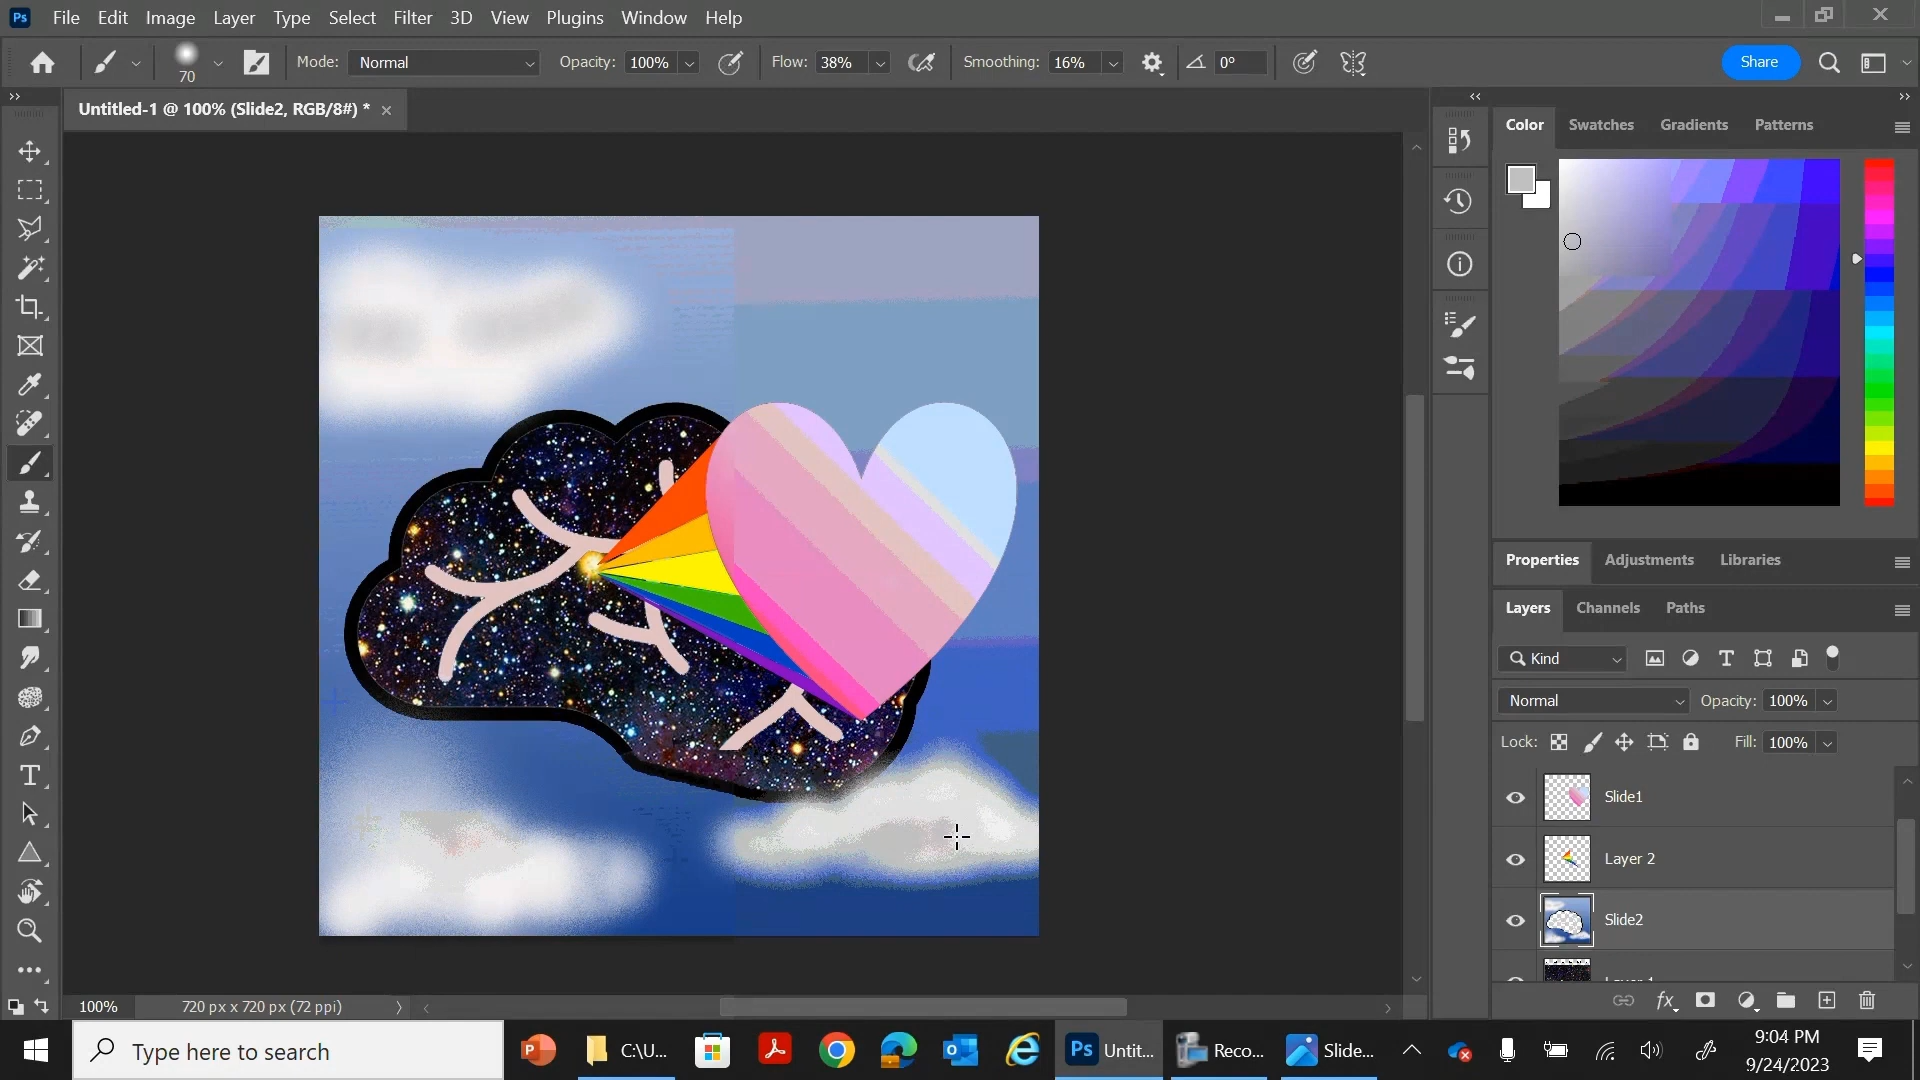 Ps File Edit Image Layer Type Select Filter 3D View Plugins Window Help
70 Mode: Normal Opacity: 100% Flow: 38% Smoothing: 16% 0° Share
Untitled-1 @ 100% (Slide2, RGB/8#) * ×
Color Swatches Gradients Patterns
Properties Adjustments Libraries
Layers Channels Paths
Kind
Normal Opacity: 100%
Lock: Fill: 100%
Slide1
Layer 2
Slide2
Layer 1
100% 720 px x 720 px (72 ppi)
Type here to search C:\U... Ps Untit... Reco... Slide... 9:04 PM
9/24/2023